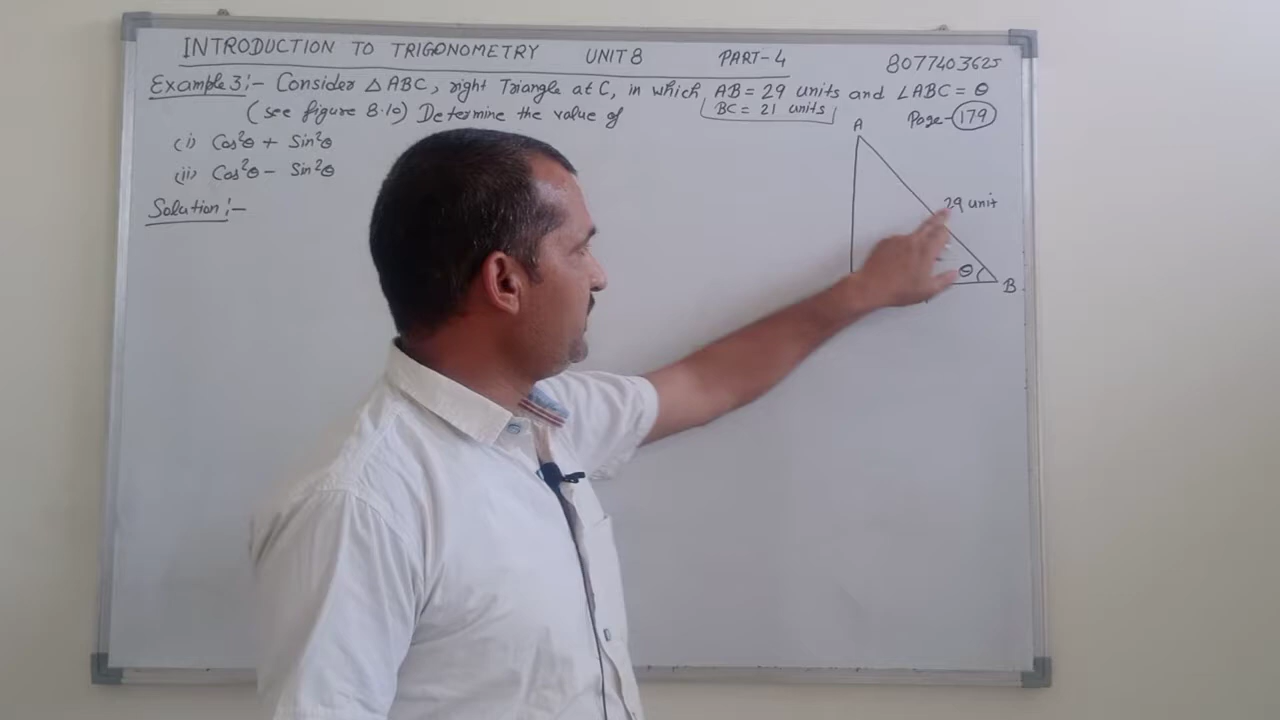 INTRODUCTION TO TRIGONOMETRY UNIT 8 PART-4 8077403625
Example 3:- Consider △ABC, right Triangle at C, in which AB = 29 units and ∠ABC = θ
(see figure 8.10) Determine the value of BC = 21 units Page-179
(i) Cos²θ + Sin²θ
(ii) Cos²θ - Sin²θ
Solution:-
A
29 unit
θ
B